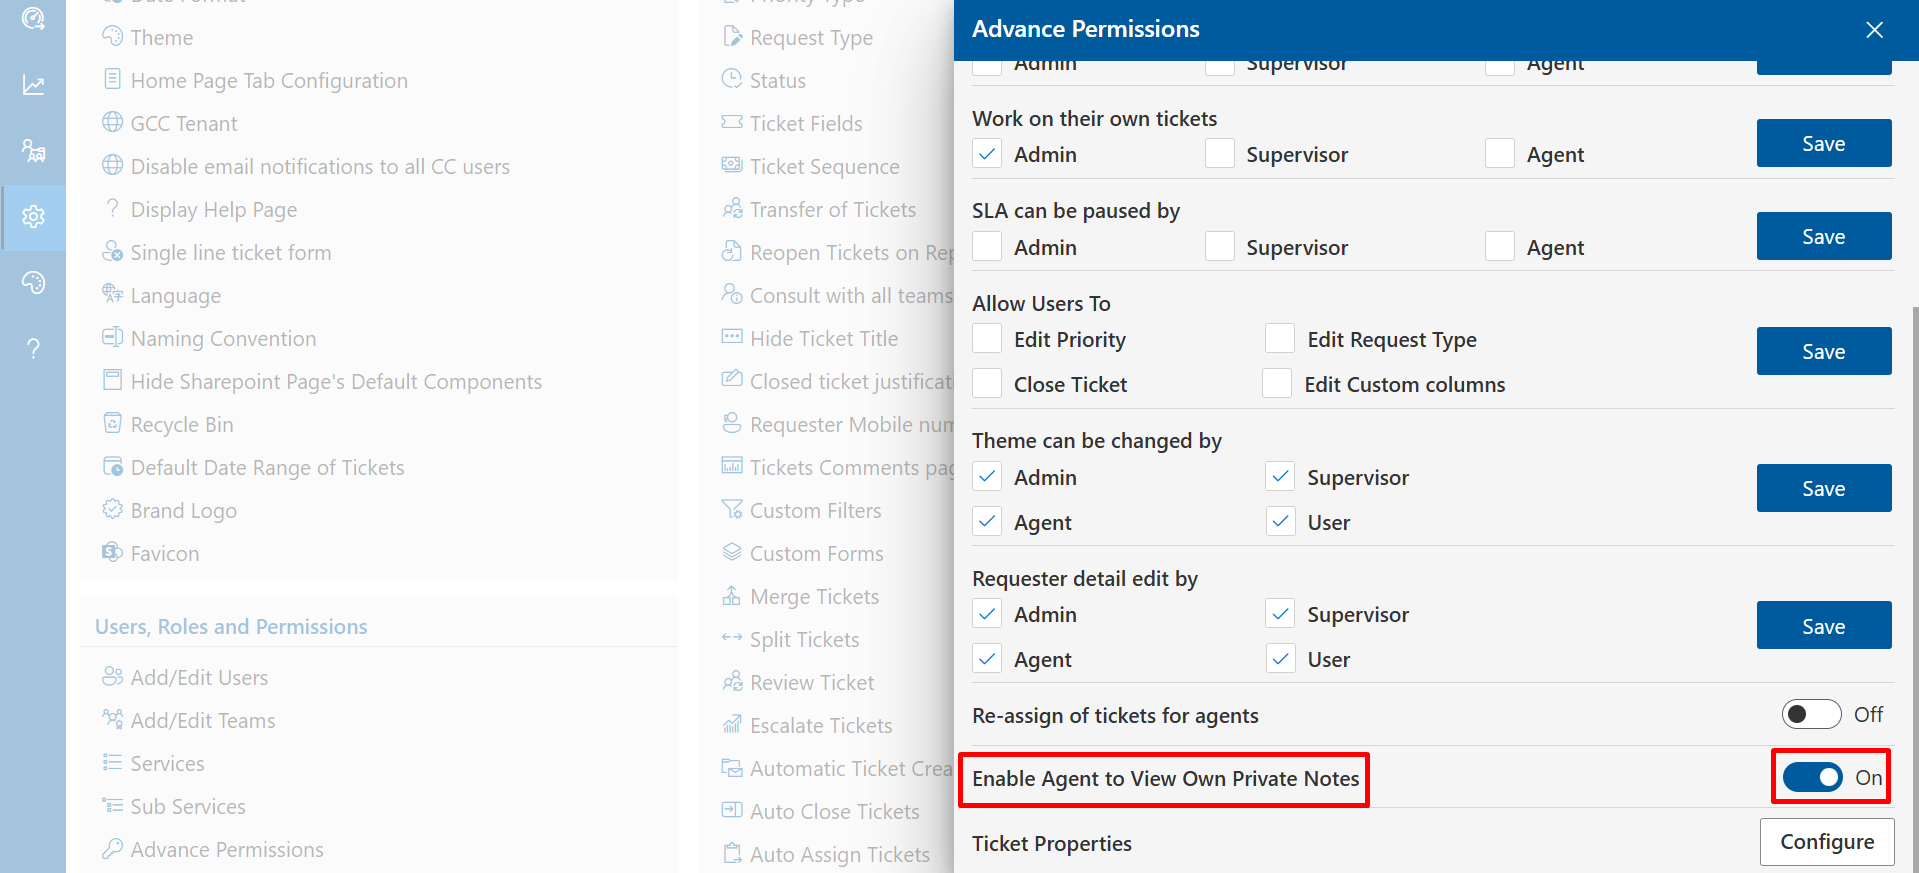 Date Format
Theme
Home Page Tab Configuration
GCC Tenant
Disable email notifications to all CC users
Display Help Page
Single line ticket form
Language
Naming Convention
Hide Sharepoint Page's Default Components
Recycle Bin
Default Date Range of Tickets
Brand Logo
Favicon
Users, Roles and Permissions
Add/Edit Users
Add/Edit Teams
Services
Sub Services
Advance Permissions
Priority Type
Request Type
Status
Ticket Fields
Ticket Sequence
Transfer of Tickets
Reopen Tickets on Rep
Consult with all teams
Hide Ticket Title
Closed ticket justificati
Requester Mobile num
Tickets Comments pag
Custom Filters
Custom Forms
Merge Tickets
Split Tickets
Review Ticket
Escalate Tickets
Automatic Ticket Crea
Auto Close Tickets
Auto Assign Tickets
Advance Permissions
Admin Supervisor Agent
Work on their own tickets
Admin Supervisor Agent Save
SLA can be paused by
Admin Supervisor Agent Save
Allow Users To
Edit Priority Edit Request Type Save
Close Ticket Edit Custom columns
Theme can be changed by
Admin Supervisor Save
Agent User
Requester detail edit by
Admin Supervisor Save
Agent User
Re-assign of tickets for agents Off
Enable Agent to View Own Private Notes On
Ticket Properties Configure